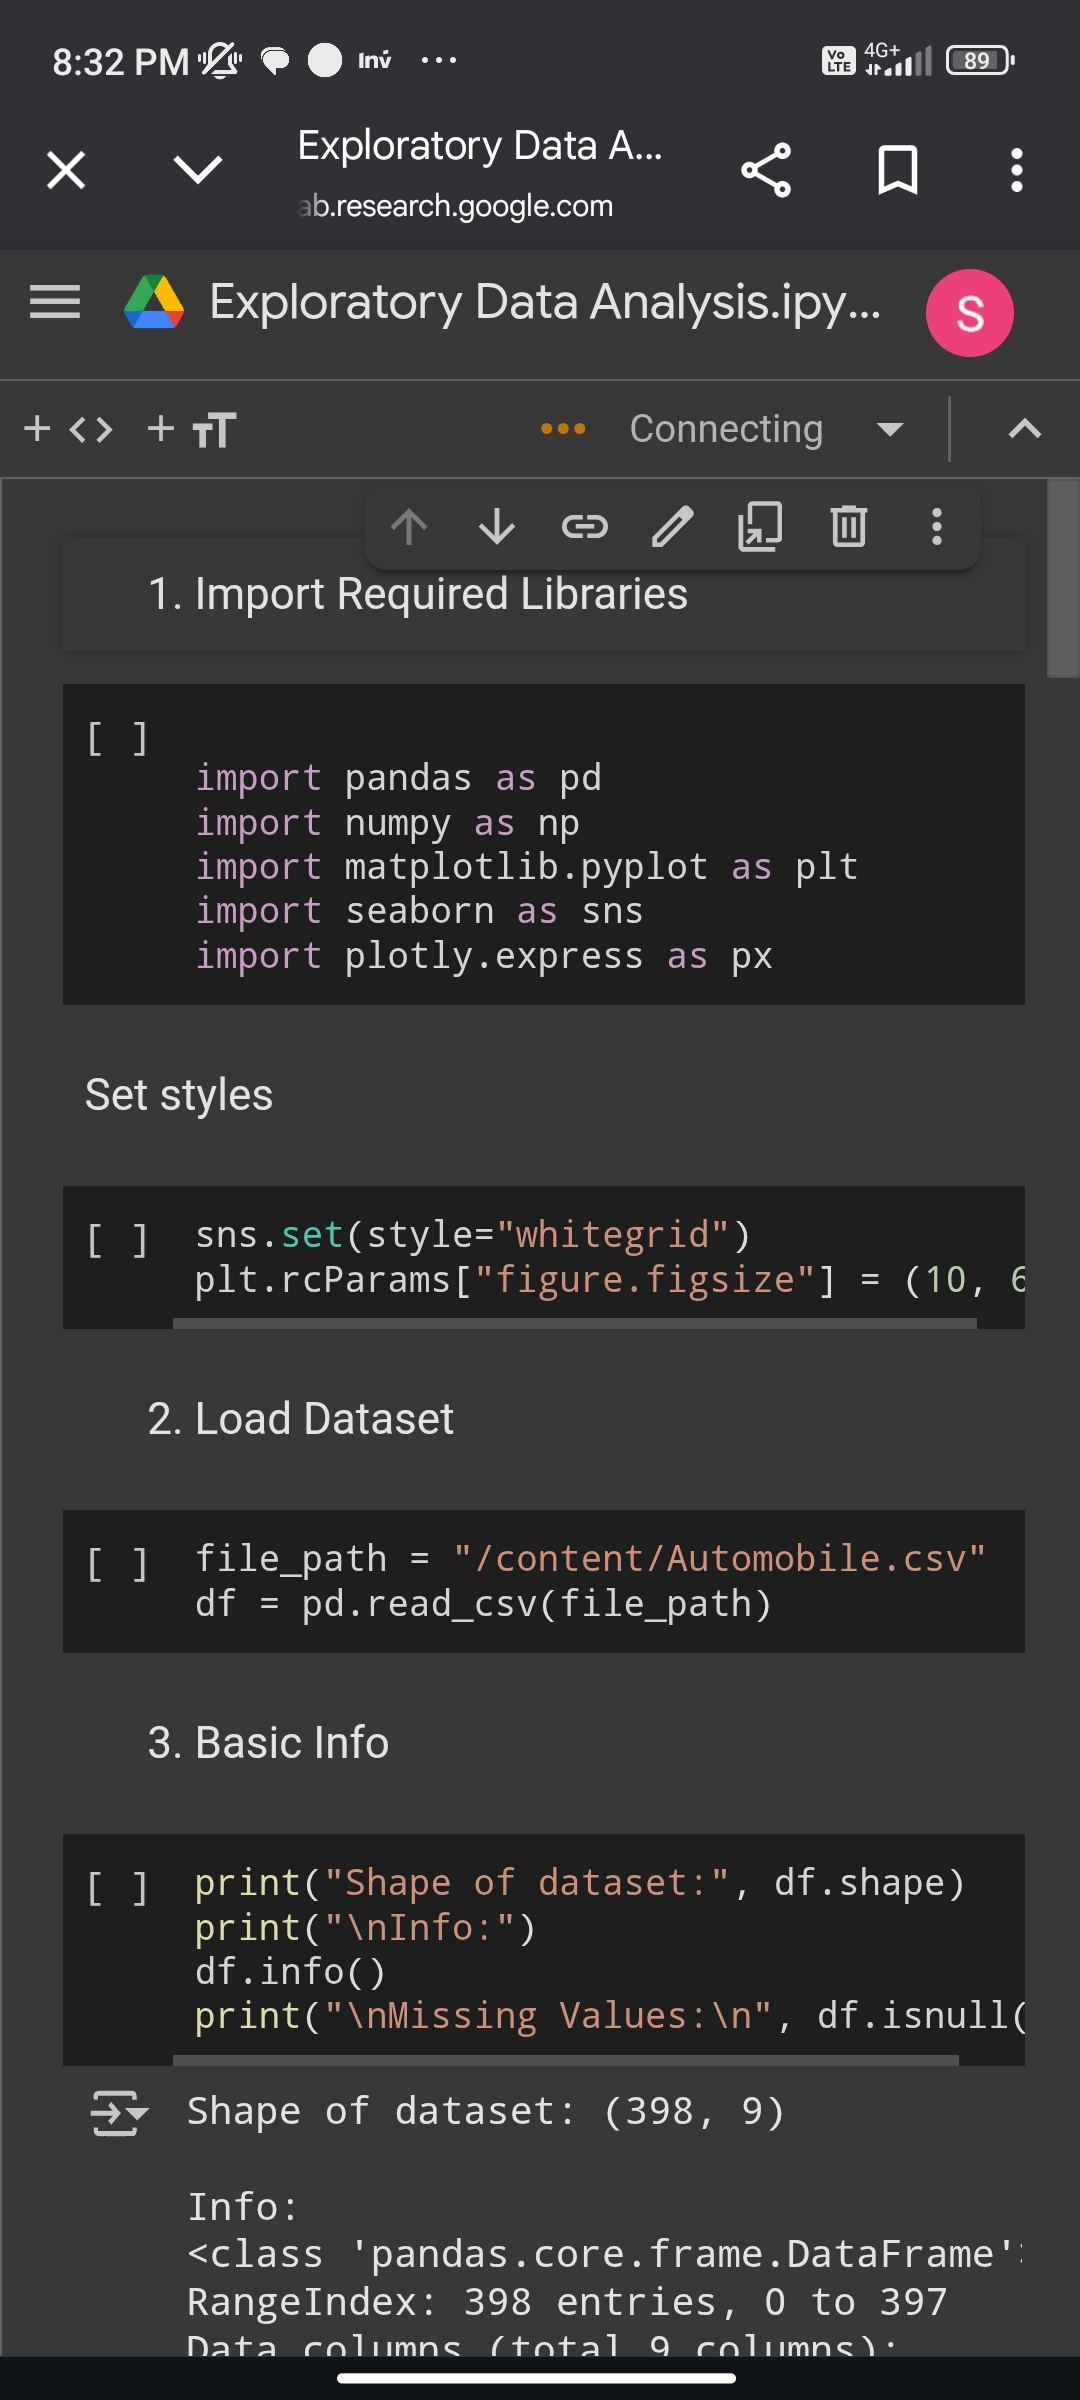 8:32 PM Inv ... Vo LTE 4G+ 89
Exploratory Data A...
ab.research.google.com
Exploratory Data Analysis.ipy... S
+ <> + TT ... Connecting
1. Import Required Libraries
[ ]
import pandas as pd
import numpy as np
import matplotlib.pyplot as plt
import seaborn as sns
import plotly.express as px
Set styles
[ ] sns.set(style="whitegrid")
plt.rcParams["figure.figsize"] = (10, 6
2. Load Dataset
[ ] file_path = "/content/Automobile.csv"
df = pd.read_csv(file_path)
3. Basic Info
[ ] print("Shape of dataset:", df.shape)
print("\nInfo:")
df.info()
print("\nMissing Values:\n", df.isnull(
Shape of dataset: (398, 9)
Info:
<class 'pandas.core.frame.DataFrame'>
RangeIndex: 398 entries, 0 to 397
Data columns (total 9 columns):